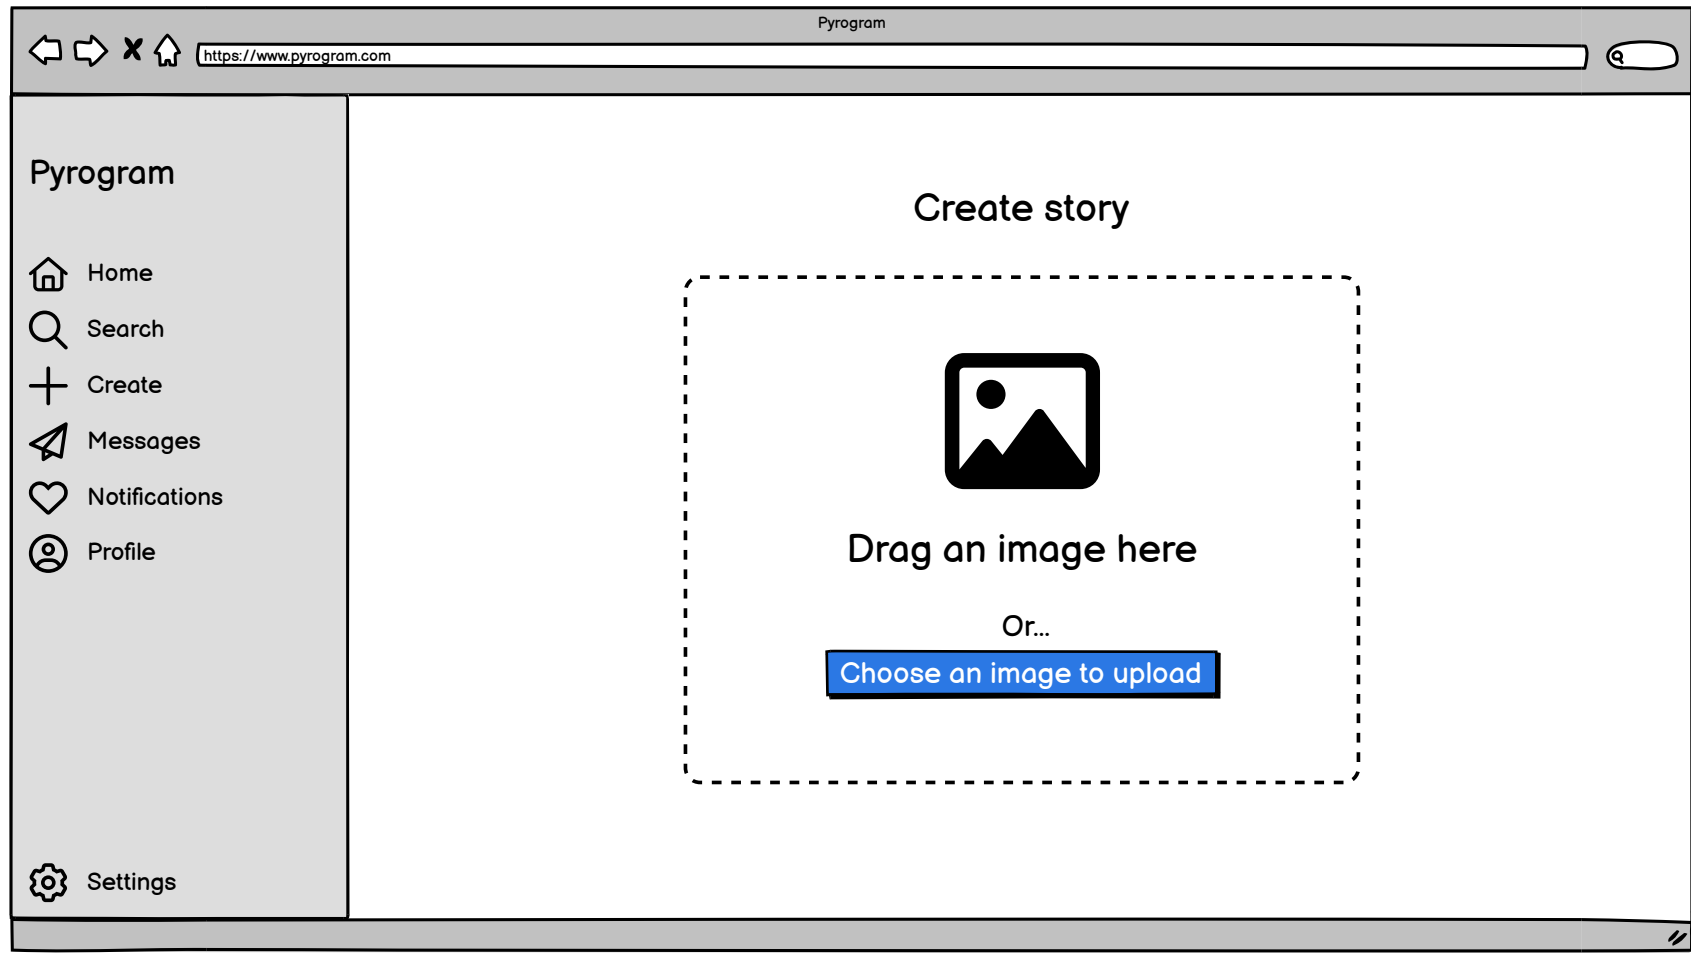 Pyrogram
https://www.pyrogram.com
Pyrogram
Home
Search
Create
Messages
Notifications
Profile
Settings
Create story
Drag an image here
Or...
Choose an image to upload